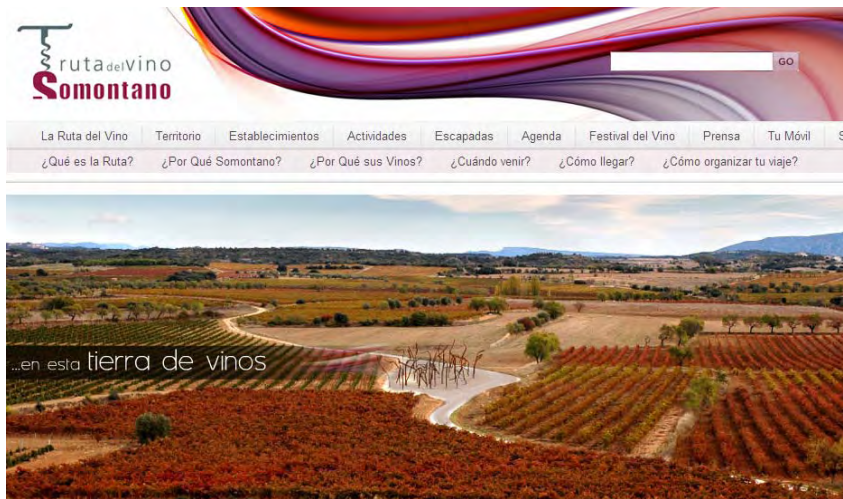 ruta del vino
Somontano
GO
La Ruta del Vino Territorio Establecimientos Actividades Escapadas Agenda Festival del Vino Prensa Tu Móvil
¿Qué es la Ruta? ¿Por Qué Somontano? ¿Por Qué sus Vinos? ¿Cuándo venir? ¿Cómo llegar? ¿Cómo organizar tu viaje?
...en esta tierra de vinos